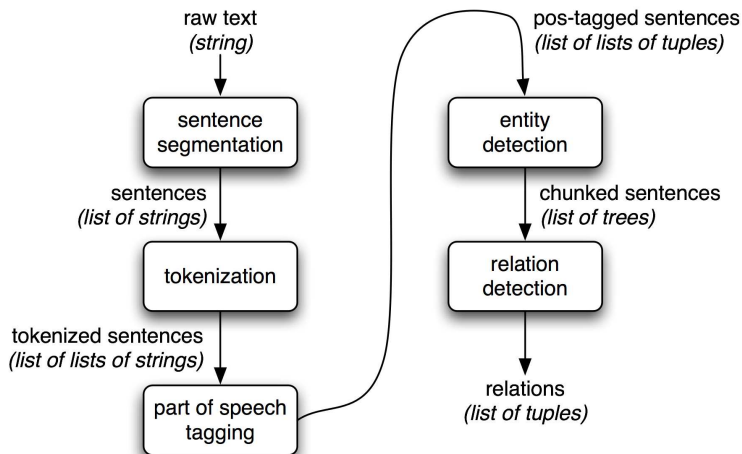 raw text
(string)
sentence
segmentation
sentences
(list of strings)
tokenization
tokenized sentences
(list of lists of strings)
part of speech
tagging
pos-tagged sentences
(list of lists of tuples)
entity
detection
chunked sentences
(list of trees)
relation
detection
relations
(list of tuples)